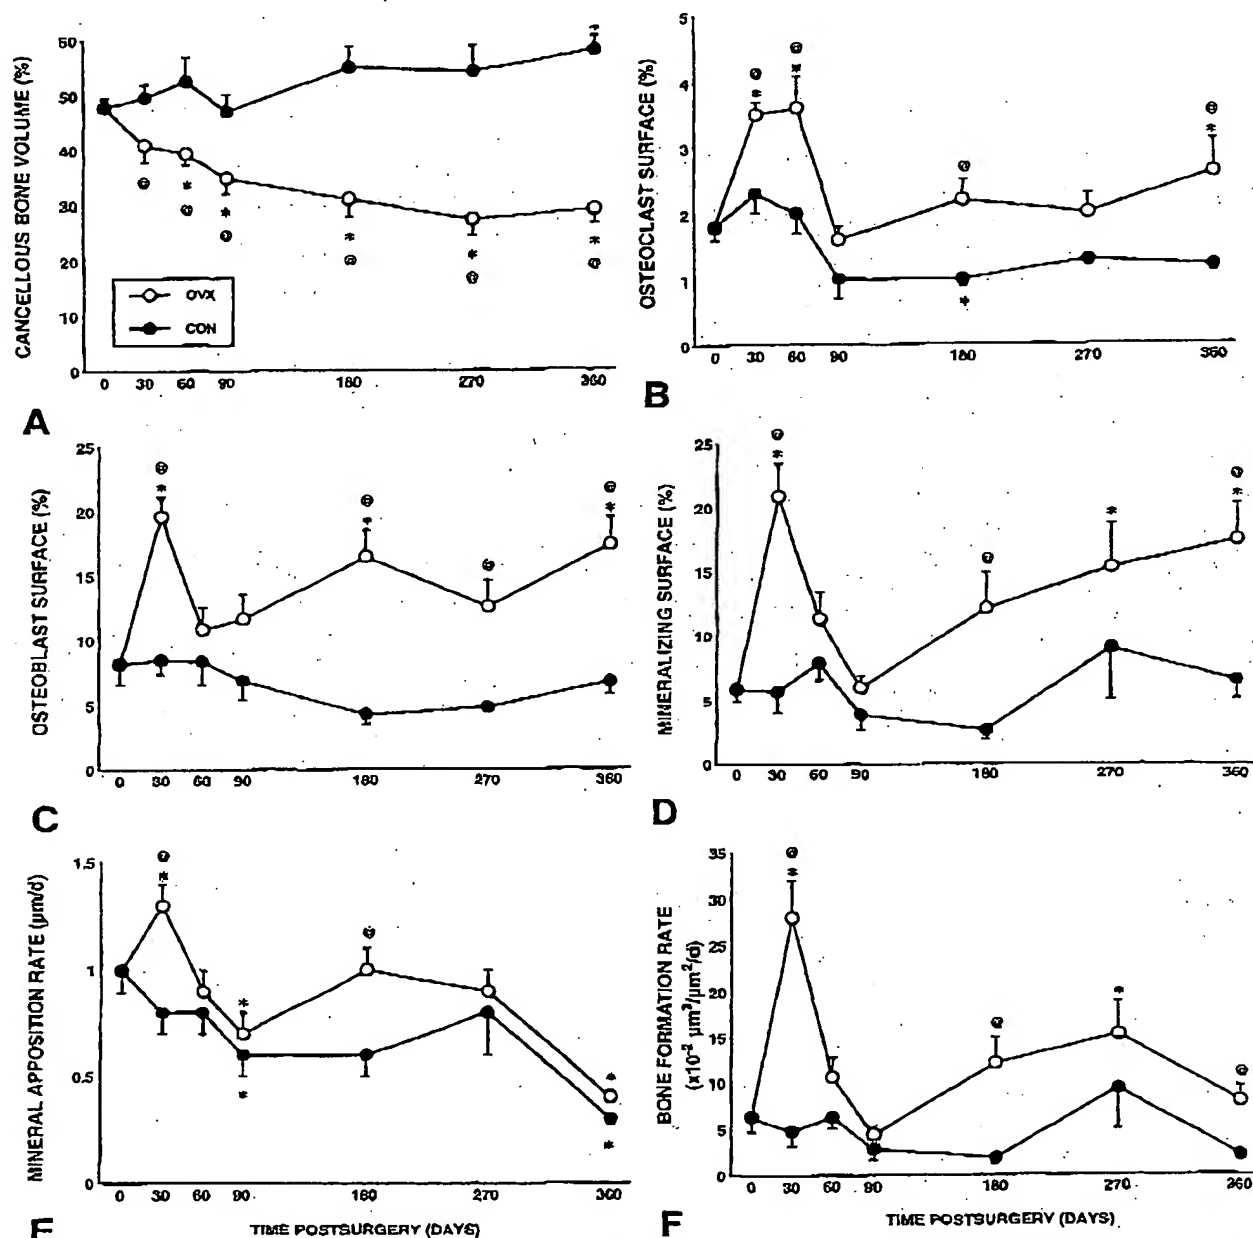 CANCELLOUS BONE VOLUME (%)
60
50
40
30
20
10
0
OVX
CON
0 30 60 90 180 270 360
A
OSTEOCLAST SURFACE (%)
5
4
3
2
1
0
0 30 60 90 180 270 360
B
OSTEOBLAST SURFACE (%)
25
20
15
10
5
0
0 30 60 90 180 270 360
C
MINERALIZING SURFACE (%)
25
20
15
10
5
0
0 30 60 90 180 270 360
D
MINERAL APPOSITION RATE (µm/d)
1.5
1
0.5
0
0 30 60 90 180 270 360
TIME POSTSURGERY (DAYS)
E
BONE FORMATION RATE
(x10⁻² µm³/µm²/d)
35
30
25
20
15
10
5
0
0 30 60 90 180 270 360
TIME POSTSURGERY (DAYS)
F